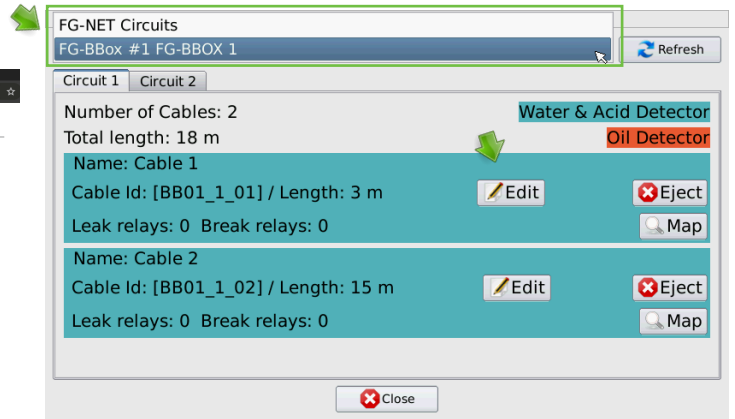 FG-NET Circuits
FG-BBox #1 FG-BBOX 1
Refresh
Circuit 1 Circuit 2
Number of Cables: 2 Water & Acid Detector
Total length: 18 m Oil Detector
Name: Cable 1
Cable Id: [BB01_1_01] / Length: 3 m Edit Eject
Leak relays: 0 Break relays: 0 Map
Name: Cable 2
Cable Id: [BB01_1_02] / Length: 15 m Edit Eject
Leak relays: 0 Break relays: 0 Map
Close